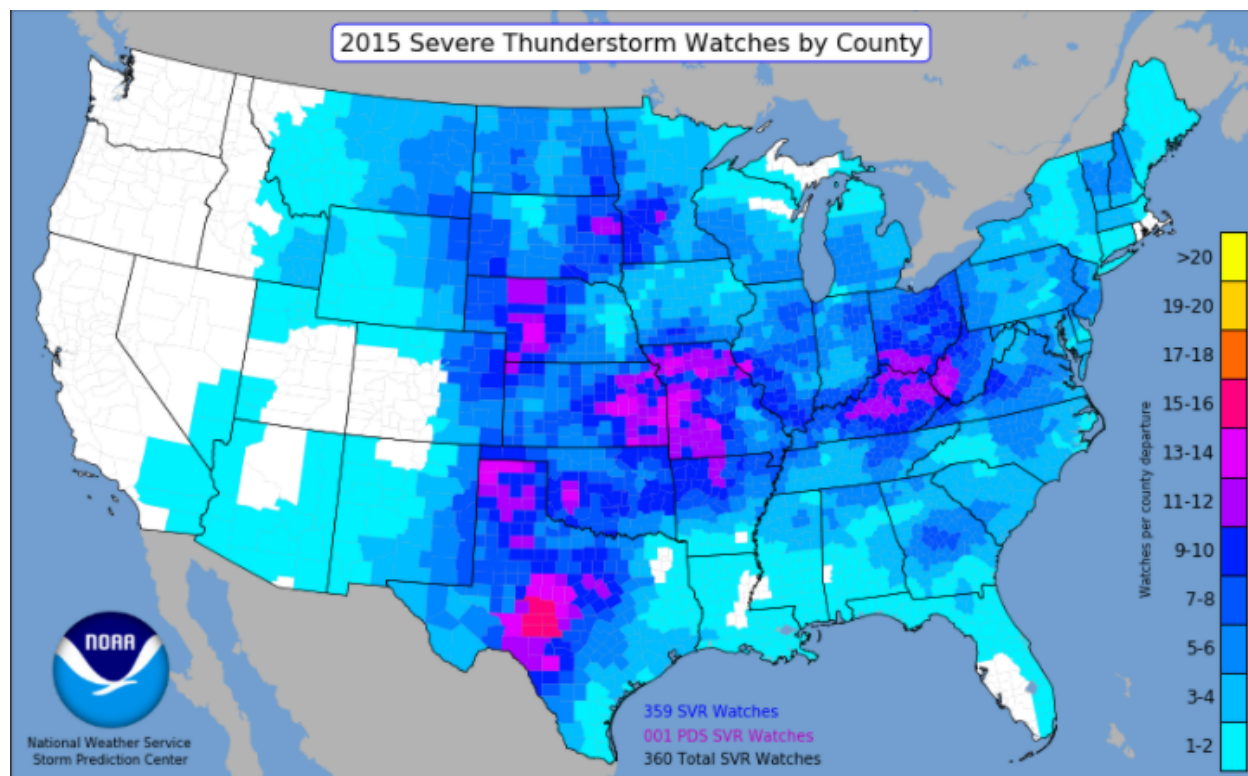 2015 Severe Thunderstorm Watches by County
>20
19-20
17-18
15-16
13-14
11-12
9-10
7-8
5-6
3-4
1-2
Watches per county departure
NOAA
National Weather Service
Storm Prediction Center
359 SVR Watches
001 PDS SVR Watches
360 Total SVR Watches